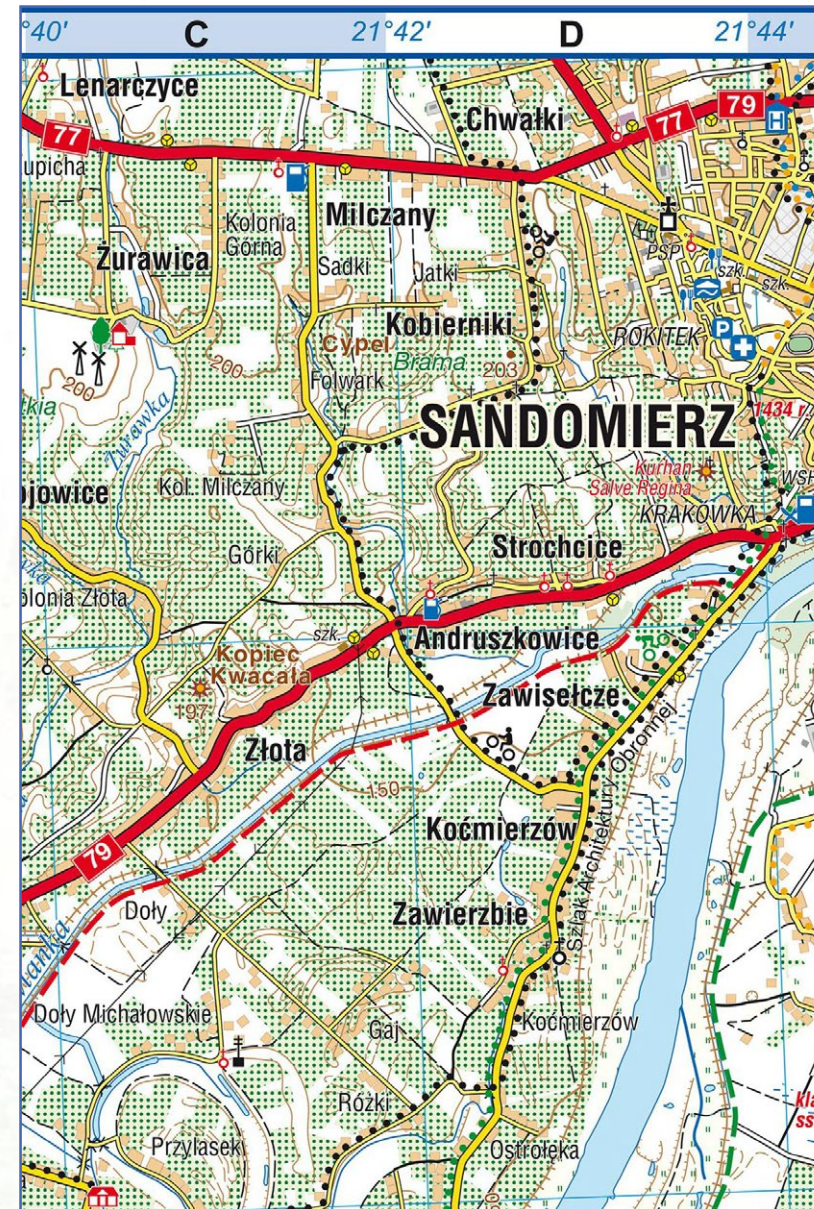 °40'
C
21°42'
D
21°44'
Lenarczyce
77
79
77
H
Chwałki
upicha
Milczany
Kolonia
Górna
Żurawica
Sadki
Jatki
PSP
szk.
szk.
Kobierniki
Cypel
Brama
ROKITEK
P
Folwark
203
200
200
tkia
Żurawka
SANDOMIERZ
1434 r.
Kurhan
Salve Regina
WSH
ojowice
Kol. Milczany
KRAKÓWKA
Górki
Strochcice
olonia Złota
szk.
Andruszkowice
Kopiec
Kwacała
197
Zawisełcze
Złota
150
Szlak Architektury Obronnej
Koćmierzów
79
Zawierzbie
Doły
wanka
Doły Michałowskie
Gaj
Koćmierzów
Różki
Przylasek
Ostrołęka